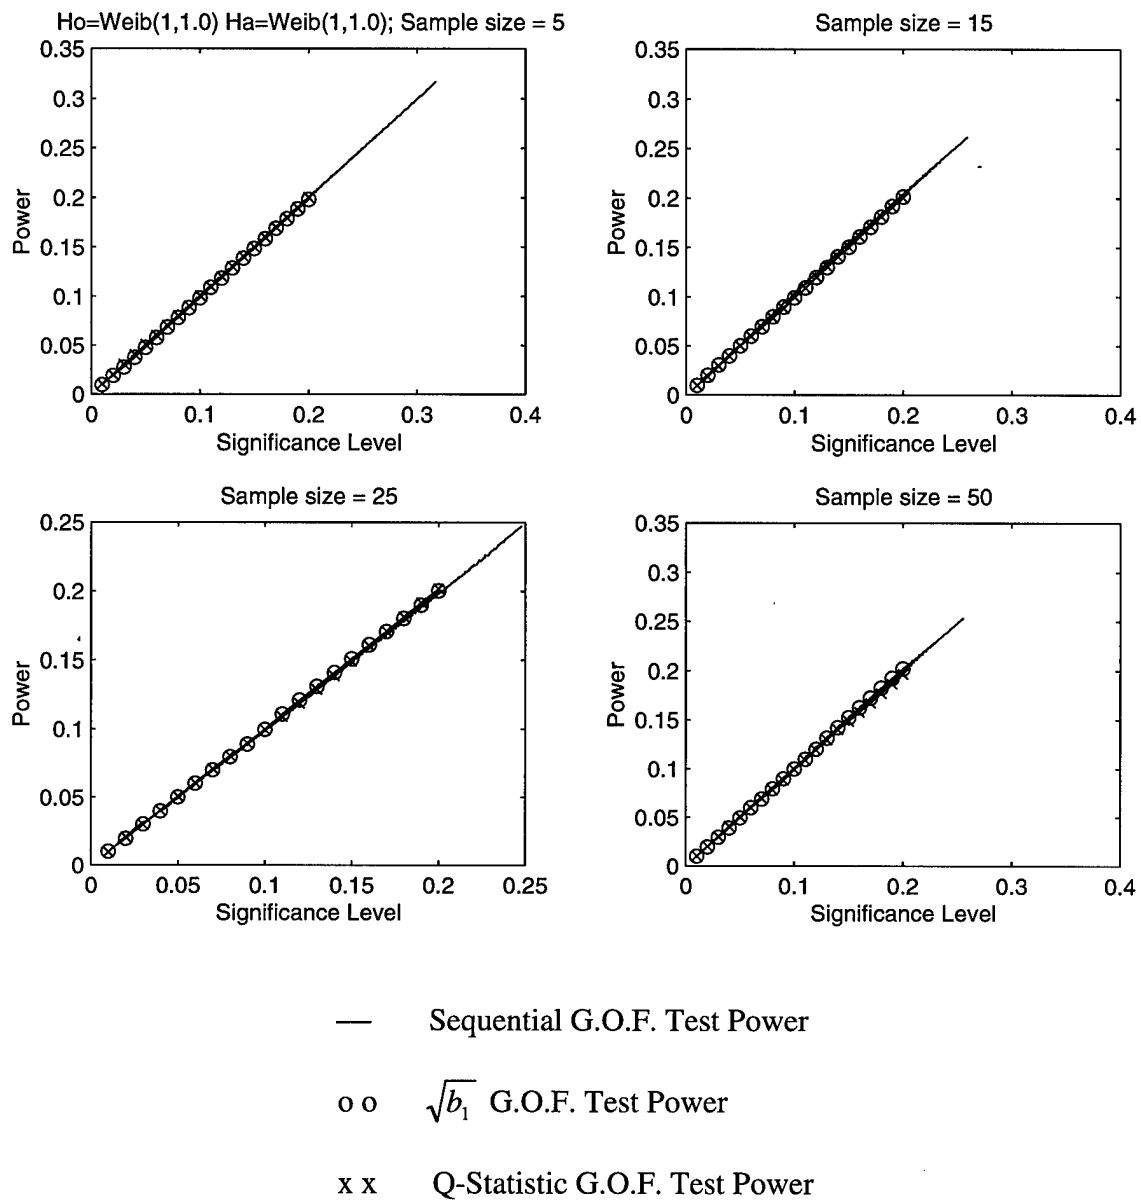 Ho=Weib(1,1.0) Ha=Weib(1,1.0); Sample size = 5
0.35
0.3
0.25
0.2
0.15
0.1
0.05
0
Power
0 0.1 0.2 0.3 0.4
Significance Level
Sample size = 15
0.35
0.3
0.25
0.2
0.15
0.1
0.05
0
Power
0 0.1 0.2 0.3 0.4
Significance Level
Sample size = 25
0.25
0.2
0.15
0.1
0.05
0
Power
0 0.05 0.1 0.15 0.2 0.25
Significance Level
Sample size = 50
0.35
0.3
0.25
0.2
0.15
0.1
0.05
0
Power
0 0.1 0.2 0.3 0.4
Significance Level
— Sequential G.O.F. Test Power
o o √b₁ G.O.F. Test Power
x x Q-Statistic G.O.F. Test Power